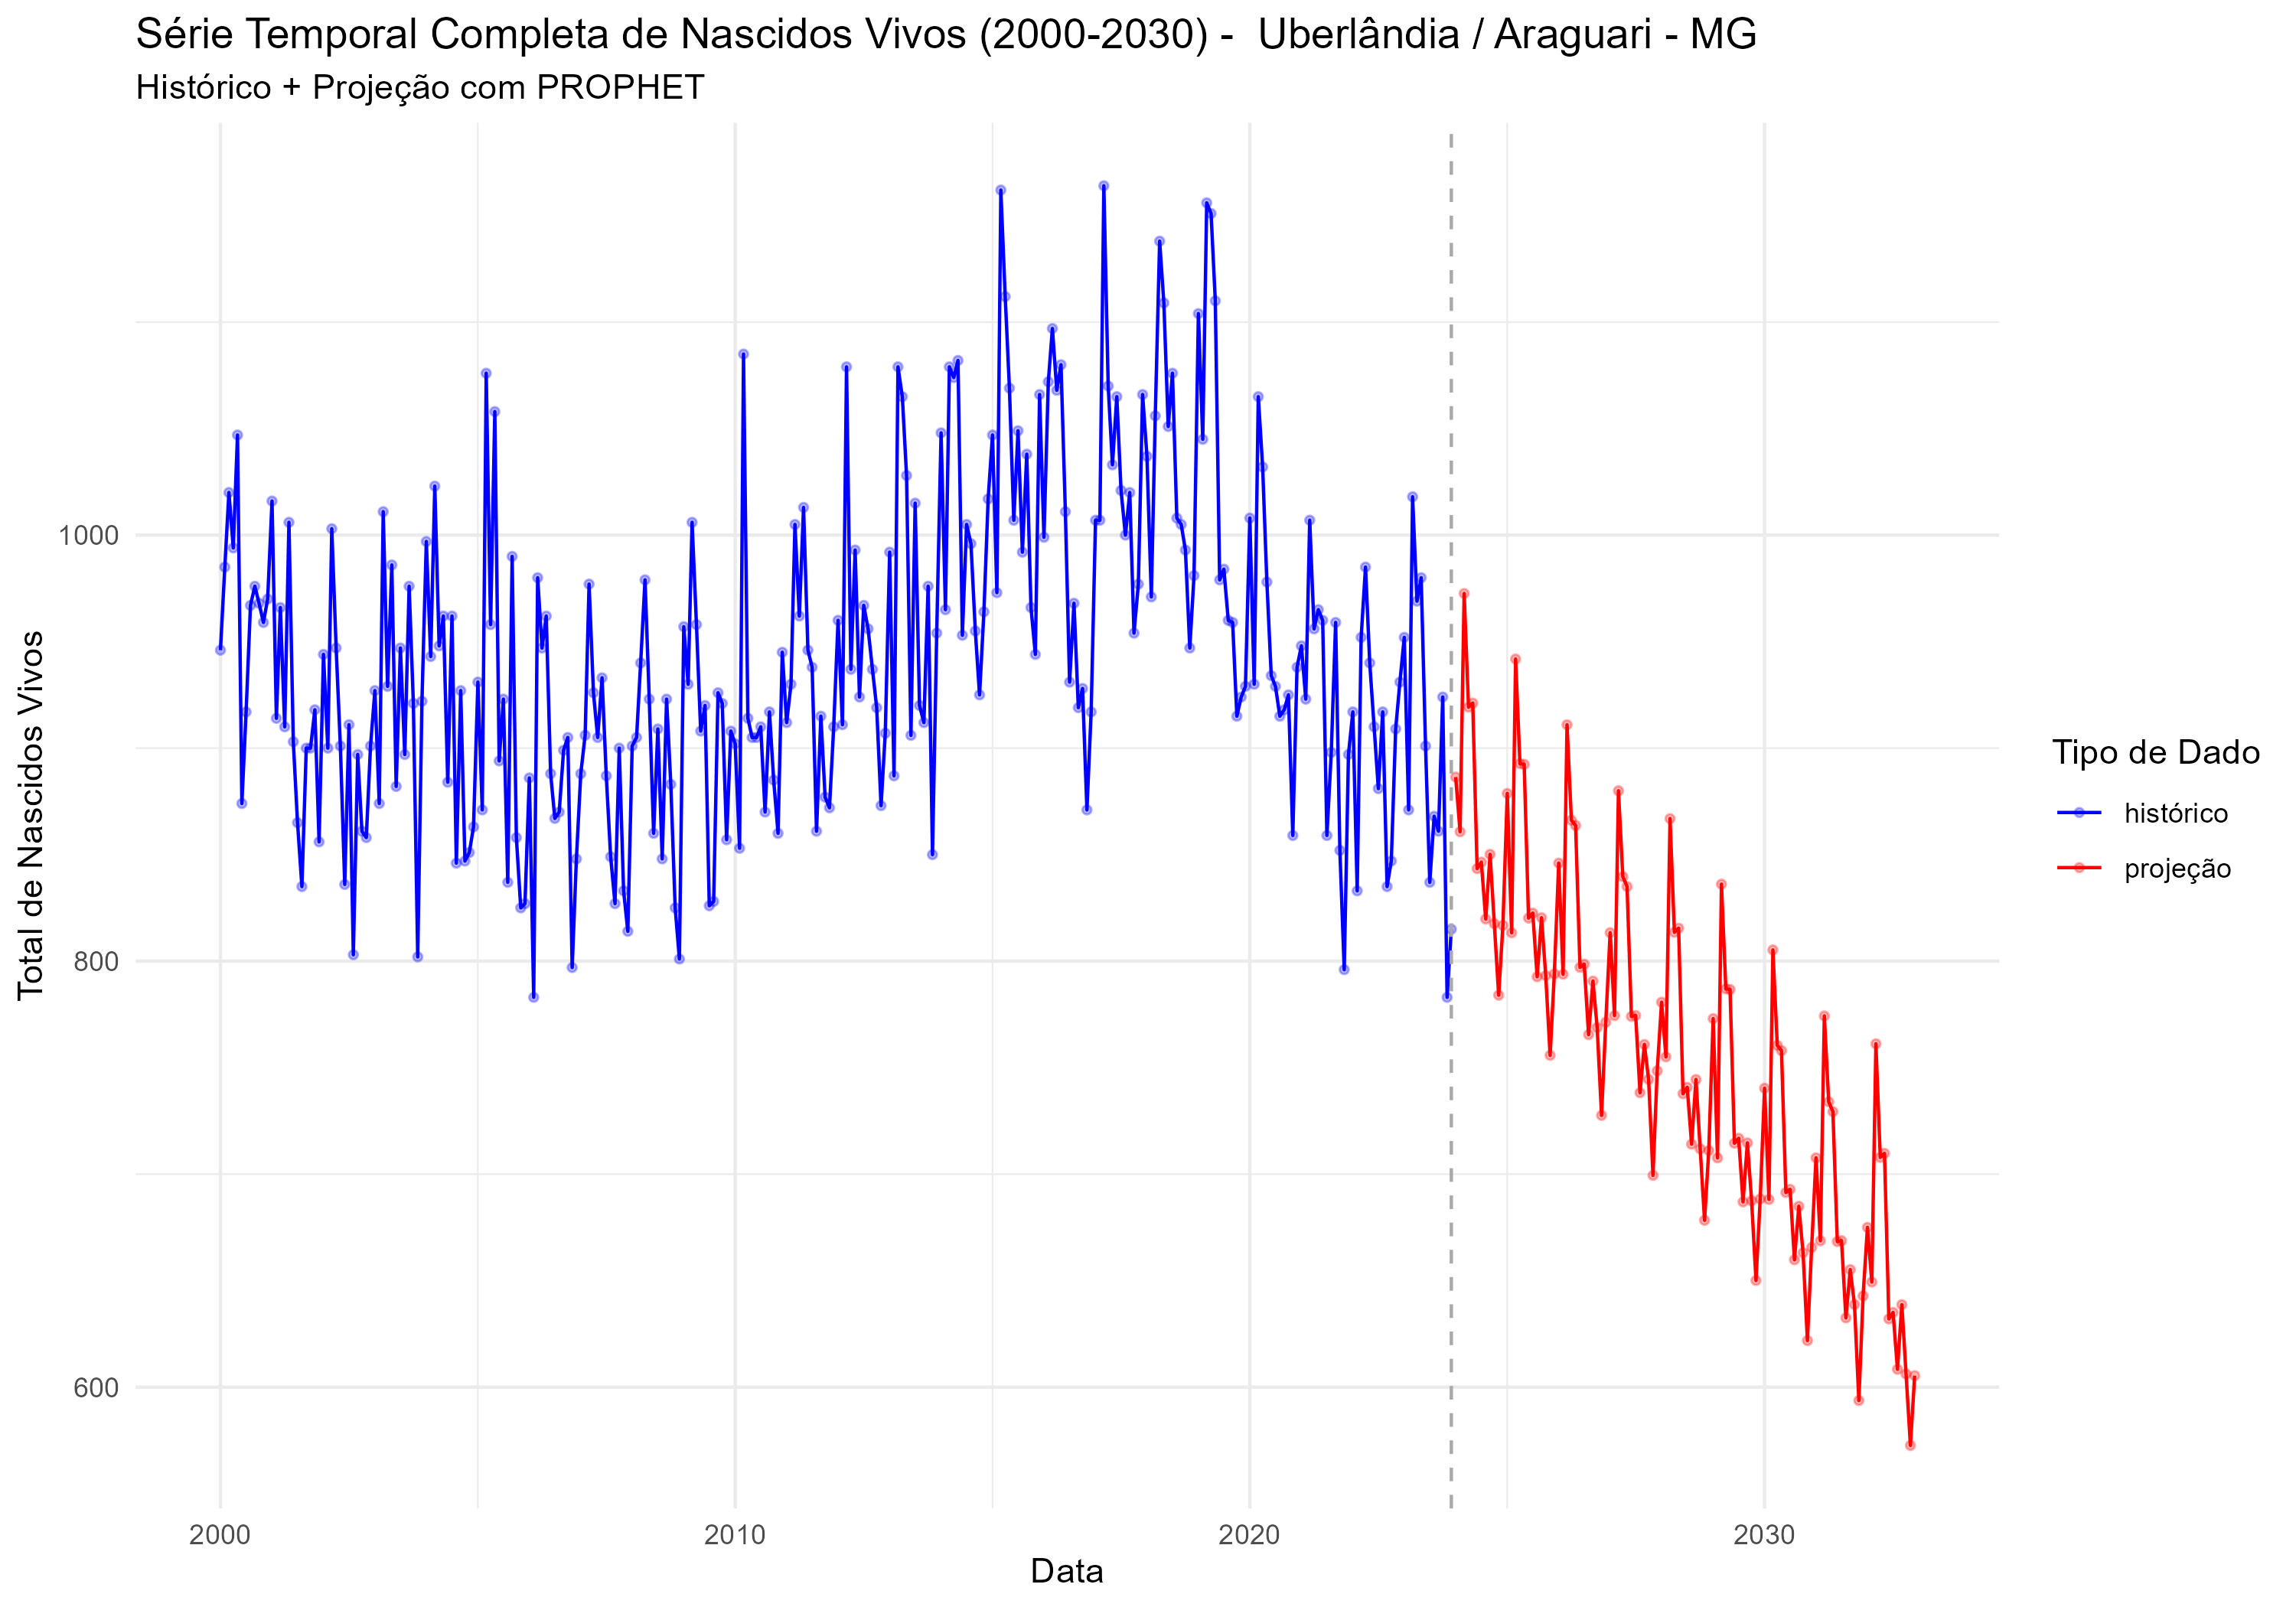 Série Temporal Completa de Nascidos Vivos (2000-2030) -  Uberlândia / Araguari - MG
Histórico + Projeção com PROPHET
Total de Nascidos Vivos
1000
800
600
2000
2010
2020
2030
Data
Tipo de Dado
histórico
projeção